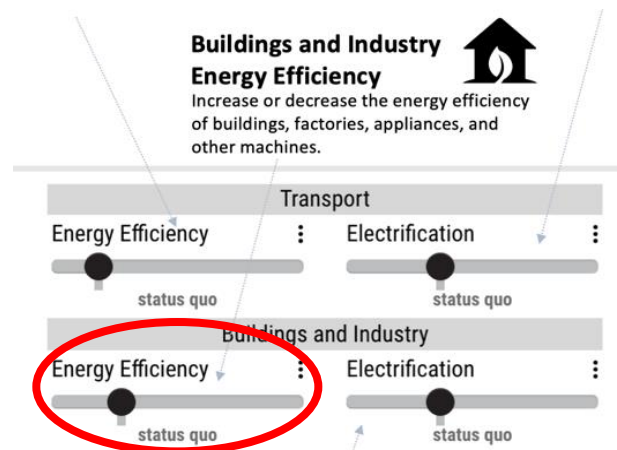 Buildings and Industry
Energy Efficiency
Increase or decrease the energy efficiency
of buildings, factories, appliances, and
other machines.
Transport
Energy Efficiency
Electrification
status quo
status quo
Buildings and Industry
Energy Efficiency
Electrification
status quo
status quo